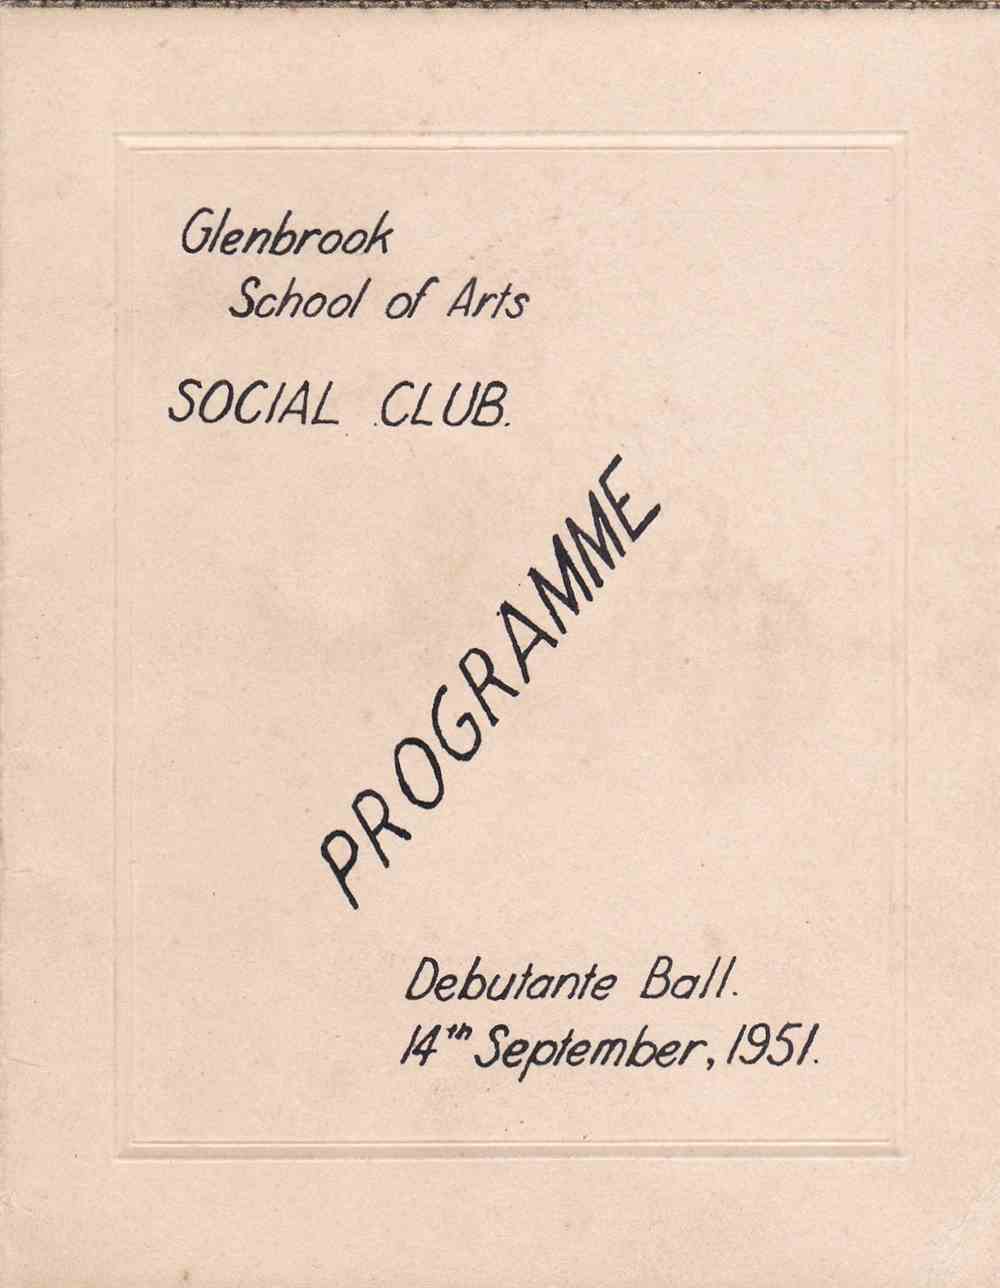 Glenbrook
School of Arts
SOCIAL CLUB.
PROGRAMME
Debutante Ball.
14th September, 1951.